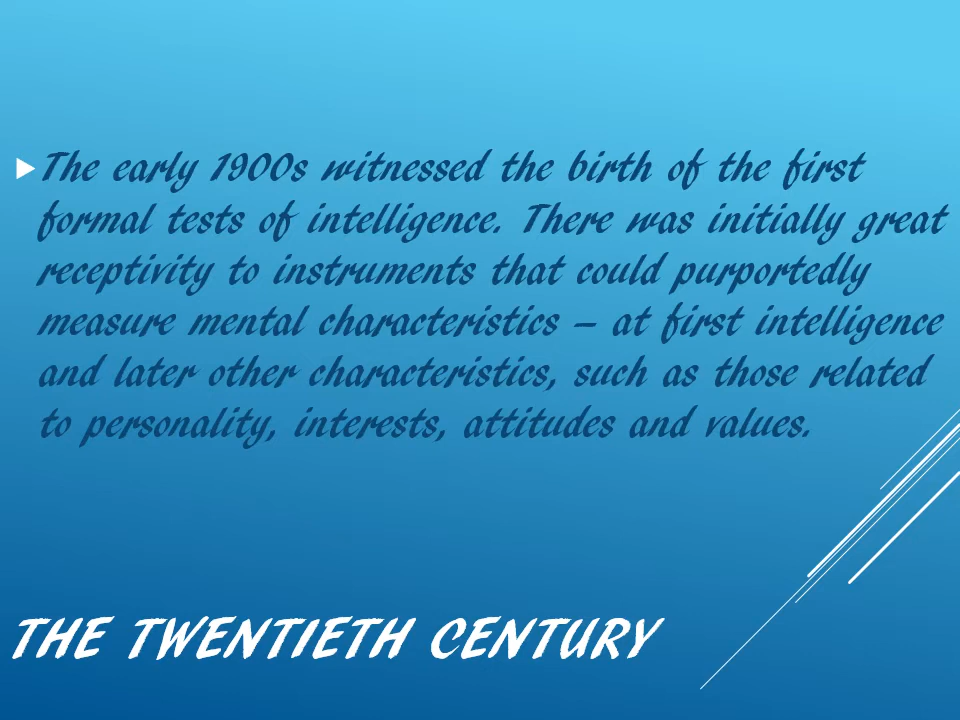 The early 1900s witnessed the birth of the first
formal tests of intelligence. There was initially great
receptivity to instruments that could purportedly
measure mental characteristics – at first intelligence
and later other characteristics, such as those related
to personality, interests, attitudes and values.
THE TWENTIETH CENTURY